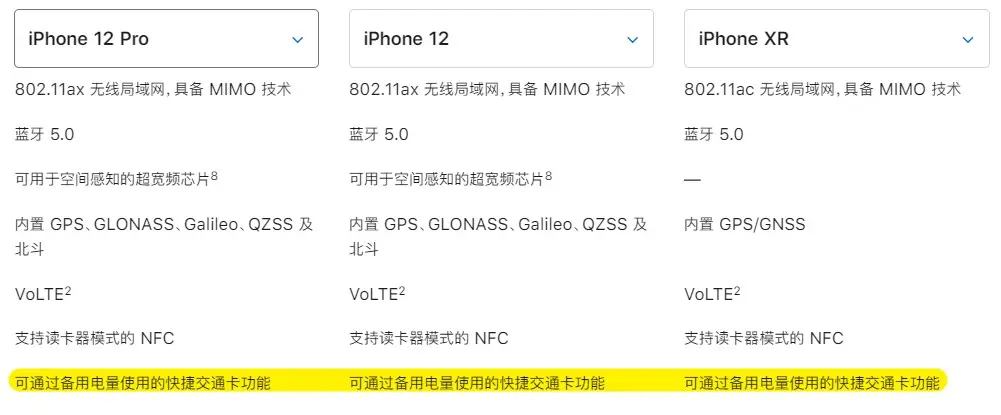 iPhone 12 Pro
iPhone 12
iPhone XR
802.11ax 无线局域网，具备 MIMO 技术
802.11ax 无线局域网，具备 MIMO 技术
802.11ac 无线局域网，具备 MIMO 技术
蓝牙 5.0
蓝牙 5.0
蓝牙 5.0
可用于空间感知的超宽频芯片⁸
可用于空间感知的超宽频芯片⁸
—
内置 GPS、GLONASS、Galileo、QZSS 及
北斗
内置 GPS、GLONASS、Galileo、QZSS 及
北斗
内置 GPS/GNSS
VoLTE²
VoLTE²
VoLTE²
支持读卡器模式的 NFC
支持读卡器模式的 NFC
支持读卡器模式的 NFC
可通过备用电量使用的快捷交通卡功能
可通过备用电量使用的快捷交通卡功能
可通过备用电量使用的快捷交通卡功能